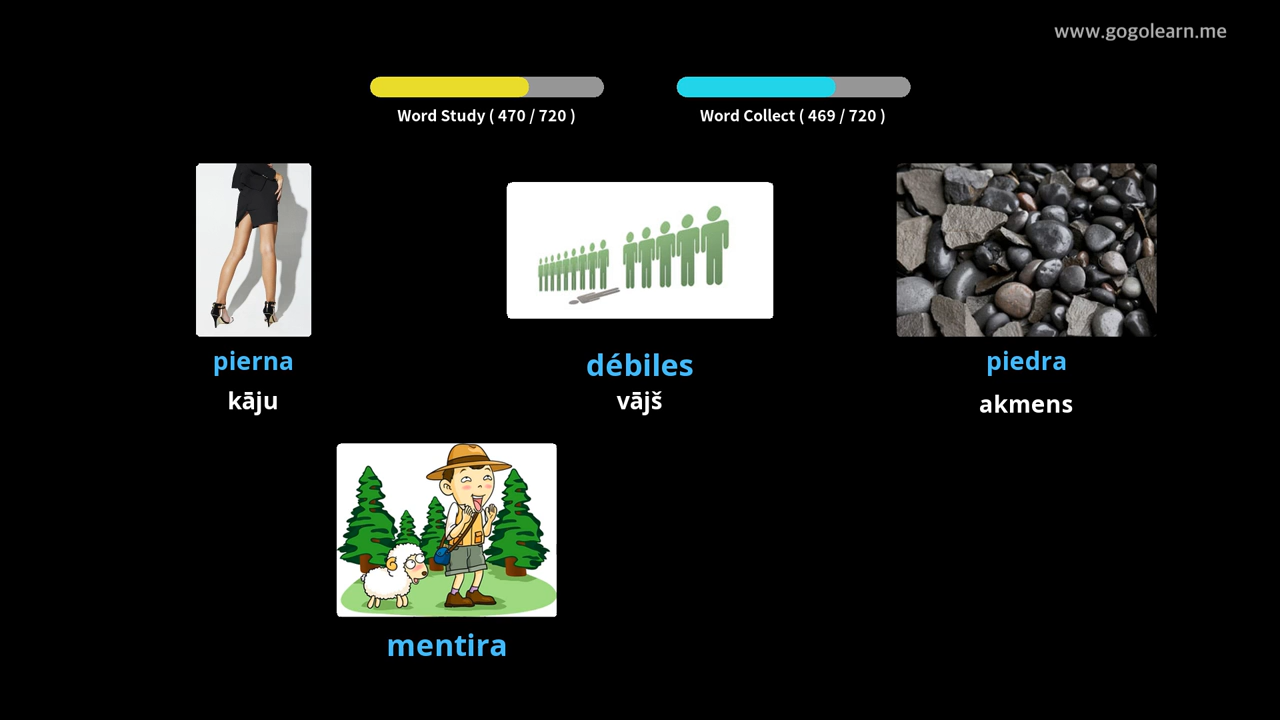 www.gogolearn.me
Word Study ( 470 / 720 )
Word Collect ( 469 / 720 )
pierna
débiles
piedra
kāju
vājš
akmens
mentira